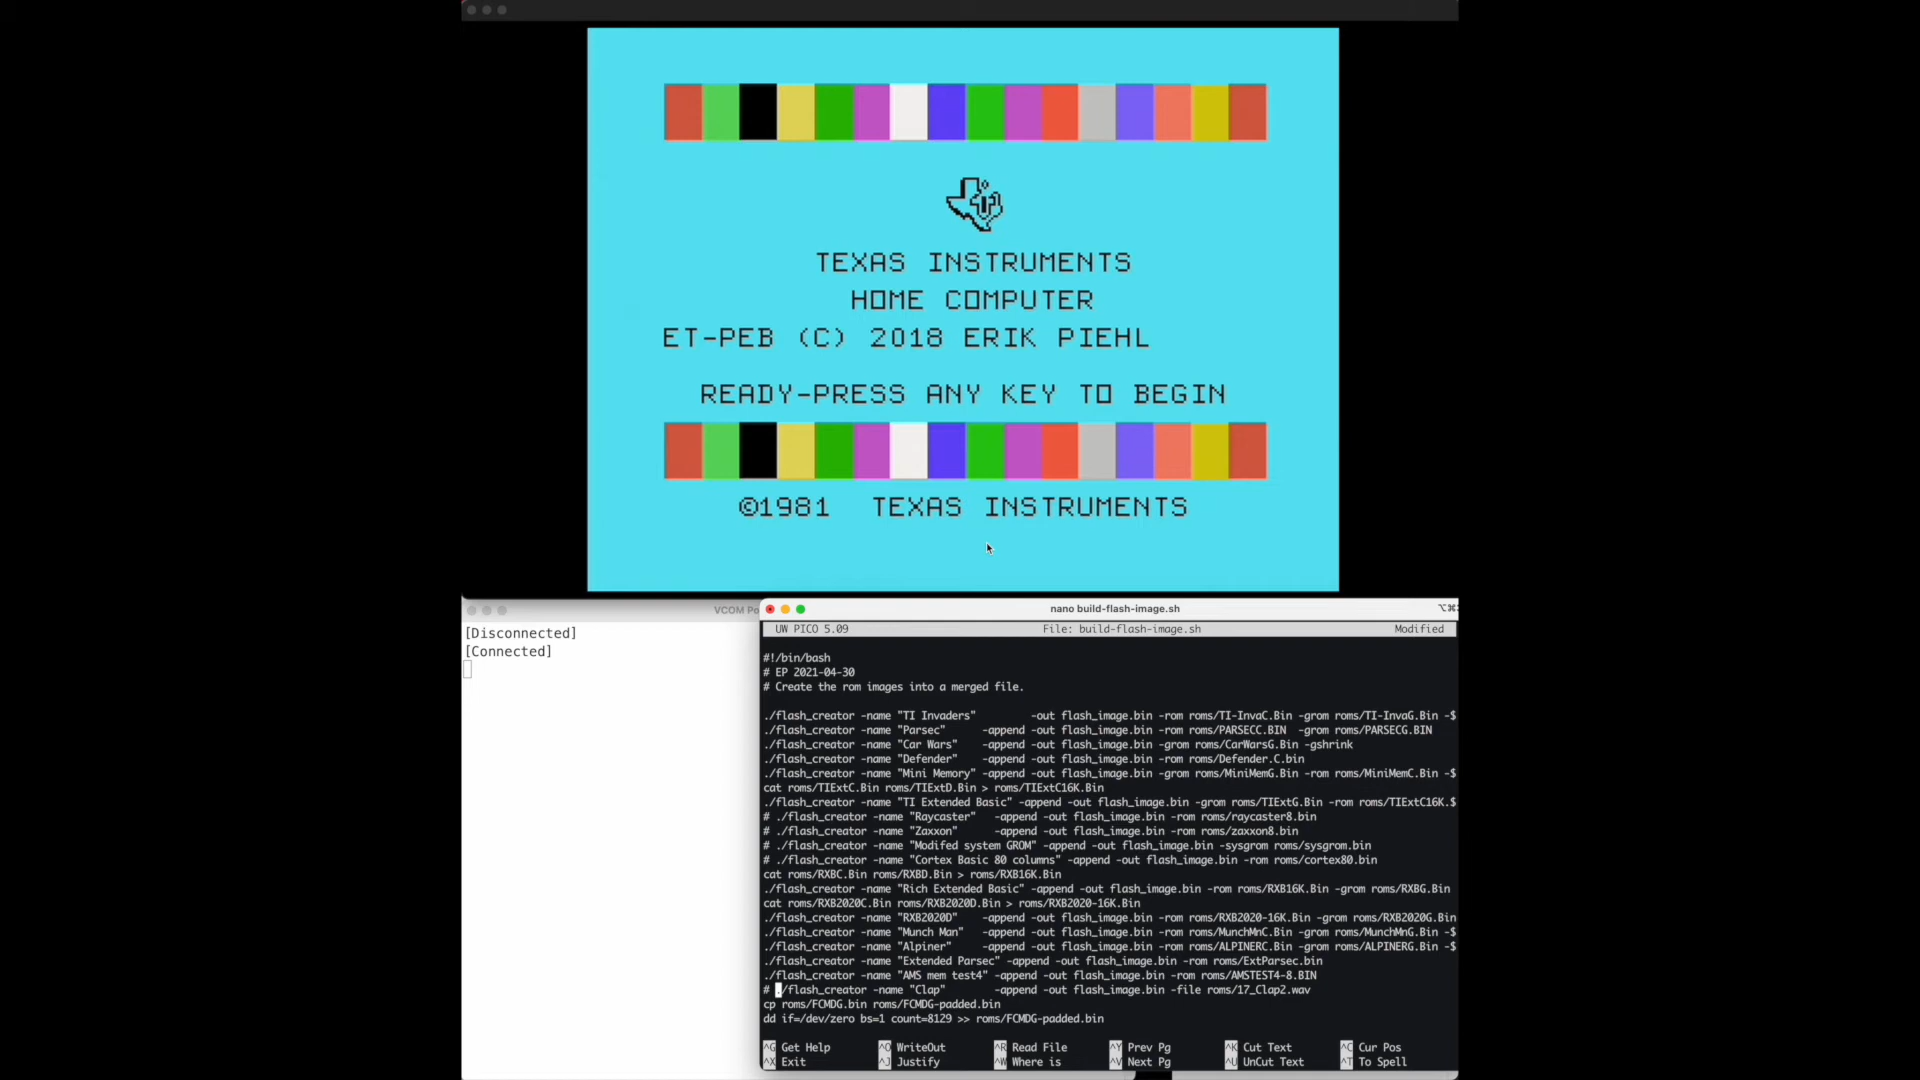 TEXAS INSTRUMENTS
HOME COMPUTER
ET-PEB (C) 2018 ERIK PIEHL
READY-PRESS ANY KEY TO BEGIN
©1981 TEXAS INSTRUMENTS
VCOM Po
[Disconnected]
[Connected]
nano build-flash-image.sh ⌥⌘
UW PICO 5.09 File: build-flash-image.sh Modified
#!/bin/bash
# EP 2021-04-30
# Create the rom images into a merged file.
./flash_creator -name "TI Invaders" -out flash_image.bin -rom roms/TI-InvaC.Bin -grom roms/TI-InvaG.Bin -$
./flash_creator -name "Parsec" -append -out flash_image.bin -rom roms/PARSECC.BIN -grom roms/PARSECG.BIN
./flash_creator -name "Car Wars" -append -out flash_image.bin -grom roms/CarWarsG.Bin -gshrink
./flash_creator -name "Defender" -append -out flash_image.bin -rom roms/Defender.C.bin
./flash_creator -name "Mini Memory" -append -out flash_image.bin -grom roms/MiniMemG.Bin -rom roms/MiniMemC.Bin -$
cat roms/TIExtC.Bin roms/TIExtD.Bin > roms/TIExtC16K.Bin
./flash_creator -name "TI Extended Basic" -append -out flash_image.bin -grom roms/TIExtG.Bin -rom roms/TIExtC16K.$
# ./flash_creator -name "Raycaster" -append -out flash_image.bin -rom roms/raycaster8.bin
# ./flash_creator -name "Zaxxon" -append -out flash_image.bin -rom roms/zaxxon8.bin
# ./flash_creator -name "Modifed system GROM" -append -out flash_image.bin -sysgrom roms/sysgrom.bin
# ./flash_creator -name "Cortex Basic 80 columns" -append -out flash_image.bin -rom roms/cortex80.bin
cat roms/RXBC.Bin roms/RXBD.Bin > roms/RXB16K.Bin
./flash_creator -name "Rich Extended Basic" -append -out flash_image.bin -rom roms/RXB16K.Bin -grom roms/RXBG.Bin
cat roms/RXB2020C.Bin roms/RXB2020D.Bin > roms/RXB2020-16K.Bin
./flash_creator -name "RXB2020D" -append -out flash_image.bin -rom roms/RXB2020-16K.Bin -grom roms/RXB2020G.Bin
./flash_creator -name "Munch Man" -append -out flash_image.bin -rom roms/MunchMnC.Bin -grom roms/MunchMnG.Bin -$
./flash_creator -name "Alpiner" -append -out flash_image.bin -rom roms/ALPINERC.Bin -grom roms/ALPINERG.Bin -$
./flash_creator -name "Extended Parsec" -append -out flash_image.bin -rom roms/ExtParsec.bin
./flash_creator -name "AMS mem test4" -append -out flash_image.bin -rom roms/AMSTEST4-8.BIN
# ./flash_creator -name "Clap" -append -out flash_image.bin -file roms/17_Clap2.wav
cp roms/FCMDG.bin roms/FCMDG-padded.bin
dd if=/dev/zero bs=1 count=8129 >> roms/FCMDG-padded.bin
^G Get Help ^O WriteOut ^R Read File ^Y Prev Pg ^K Cut Text ^C Cur Pos
^X Exit ^J Justify ^W Where is ^V Next Pg ^U UnCut Text ^T To Spell